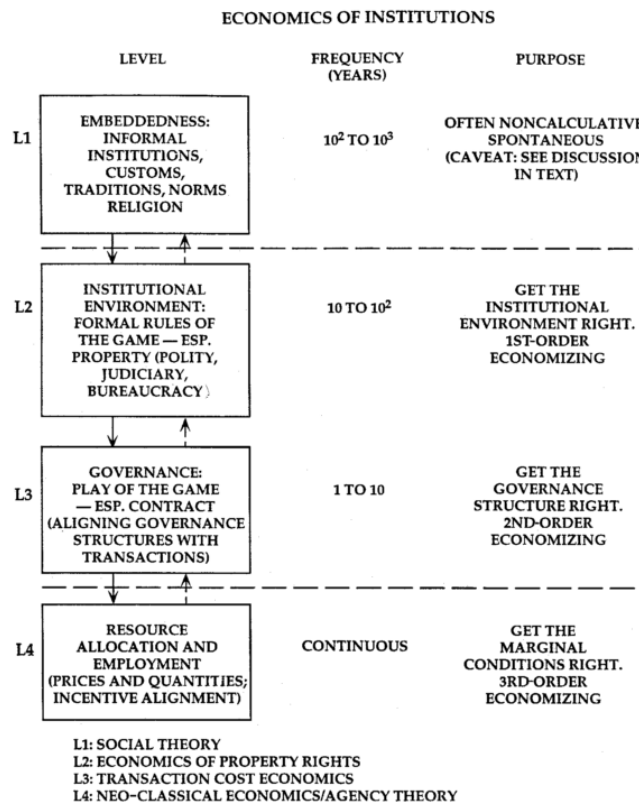 ECONOMICS OF INSTITUTIONS
LEVEL
FREQUENCY
(YEARS)
PURPOSE
L1
EMBEDDEDNESS:
INFORMAL
INSTITUTIONS,
CUSTOMS,
TRADITIONS, NORMS
RELIGION
10² TO 10³
OFTEN NONCALCULATIVE
SPONTANEOUS
(CAVEAT: SEE DISCUSSION
IN TEXT)
L2
INSTITUTIONAL
ENVIRONMENT:
FORMAL RULES OF
THE GAME — ESP.
PROPERTY (POLITY,
JUDICIARY,
BUREAUCRACY)
10 TO 10²
GET THE
INSTITUTIONAL
ENVIRONMENT RIGHT.
1ST-ORDER
ECONOMIZING
L3
GOVERNANCE:
PLAY OF THE GAME
— ESP. CONTRACT
(ALIGNING GOVERNANCE
STRUCTURES WITH
TRANSACTIONS)
1 TO 10
GET THE
GOVERNANCE
STRUCTURE RIGHT.
2ND-ORDER
ECONOMIZING
L4
RESOURCE
ALLOCATION AND
EMPLOYMENT
(PRICES AND QUANTITIES;
INCENTIVE ALIGNMENT)
CONTINUOUS
GET THE
MARGINAL
CONDITIONS RIGHT.
3RD-ORDER
ECONOMIZING
L1: SOCIAL THEORY
L2: ECONOMICS OF PROPERTY RIGHTS
L3: TRANSACTION COST ECONOMICS
L4: NEO-CLASSICAL ECONOMICS/AGENCY THEORY